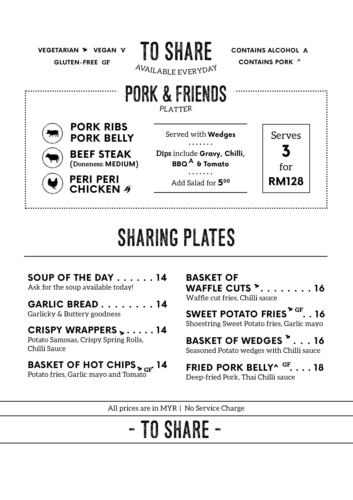 VEGETARIAN VEGAN V
GLUTEN-FREE GF
TO SHARE
AVAILABLE EVERYDAY
CONTAINS ALCOHOL A
CONTAINS PORK ^
PORK & FRIENDS
PLATTER
PORK RIBS
PORK BELLY
BEEF STEAK
(Doneness: MEDIUM)
PERI PERI
CHICKEN
Served with Wedges
.......
Dips include Gravy, Chilli,
BBQ A & Tomato
.......
Add Salad for 5⁰⁰
Serves
3
for
RM128
SHARING PLATES
SOUP OF THE DAY . . . . . . 14
Ask for the soup available today!
GARLIC BREAD . . . . . . . . 14
Garlicky & Buttery goodness
CRISPY WRAPPERS . . . . . 14
Potato Samosas, Crispy Spring Rolls,
Chilli Sauce
BASKET OF HOT CHIPS GF 14
Potato fries, Garlic mayo and Tomato
BASKET OF
WAFFLE CUTS . . . . . . . . 16
Waffle cut fries, Chilli sauce
SWEET POTATO FRIES GF . . 16
Shoestring Sweet Potato fries, Garlic mayo
BASKET OF WEDGES . . . 16
Seasoned Potato wedges with Chilli sauce
FRIED PORK BELLY^ GF . . . . 18
Deep-fried Pork, Thai Chilli sauce
All prices are in MYR | No Service Charge
- TO SHARE -